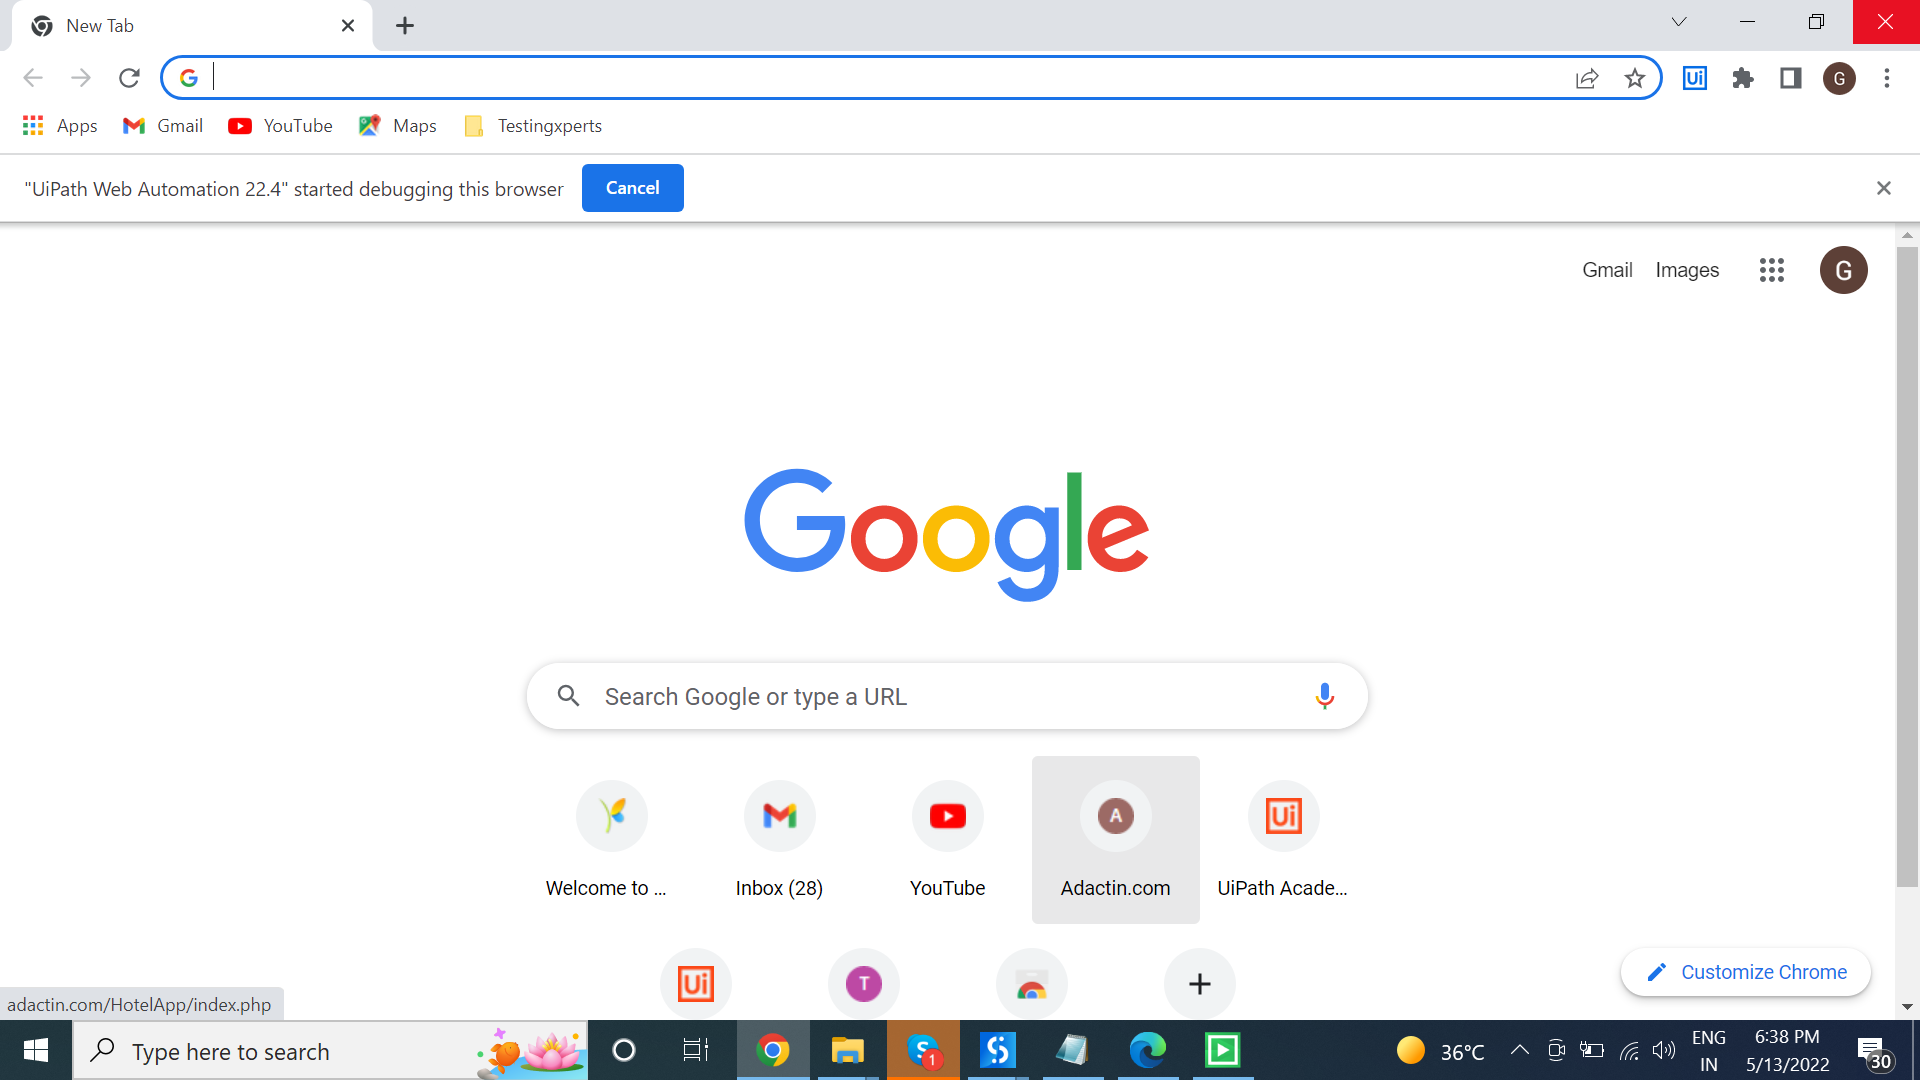 New Tab
Apps Gmail YouTube Maps Testingxperts
"UiPath Web Automation 22.4" started debugging this browser Cancel
Gmail Images G
Google
Search Google or type a URL
Welcome to ... Inbox (28) YouTube Adactin.com UiPath Acade...
Customize Chrome
adactin.com/HotelApp/index.php
Type here to search
36°C
ENG
IN
6:38 PM
5/13/2022
30